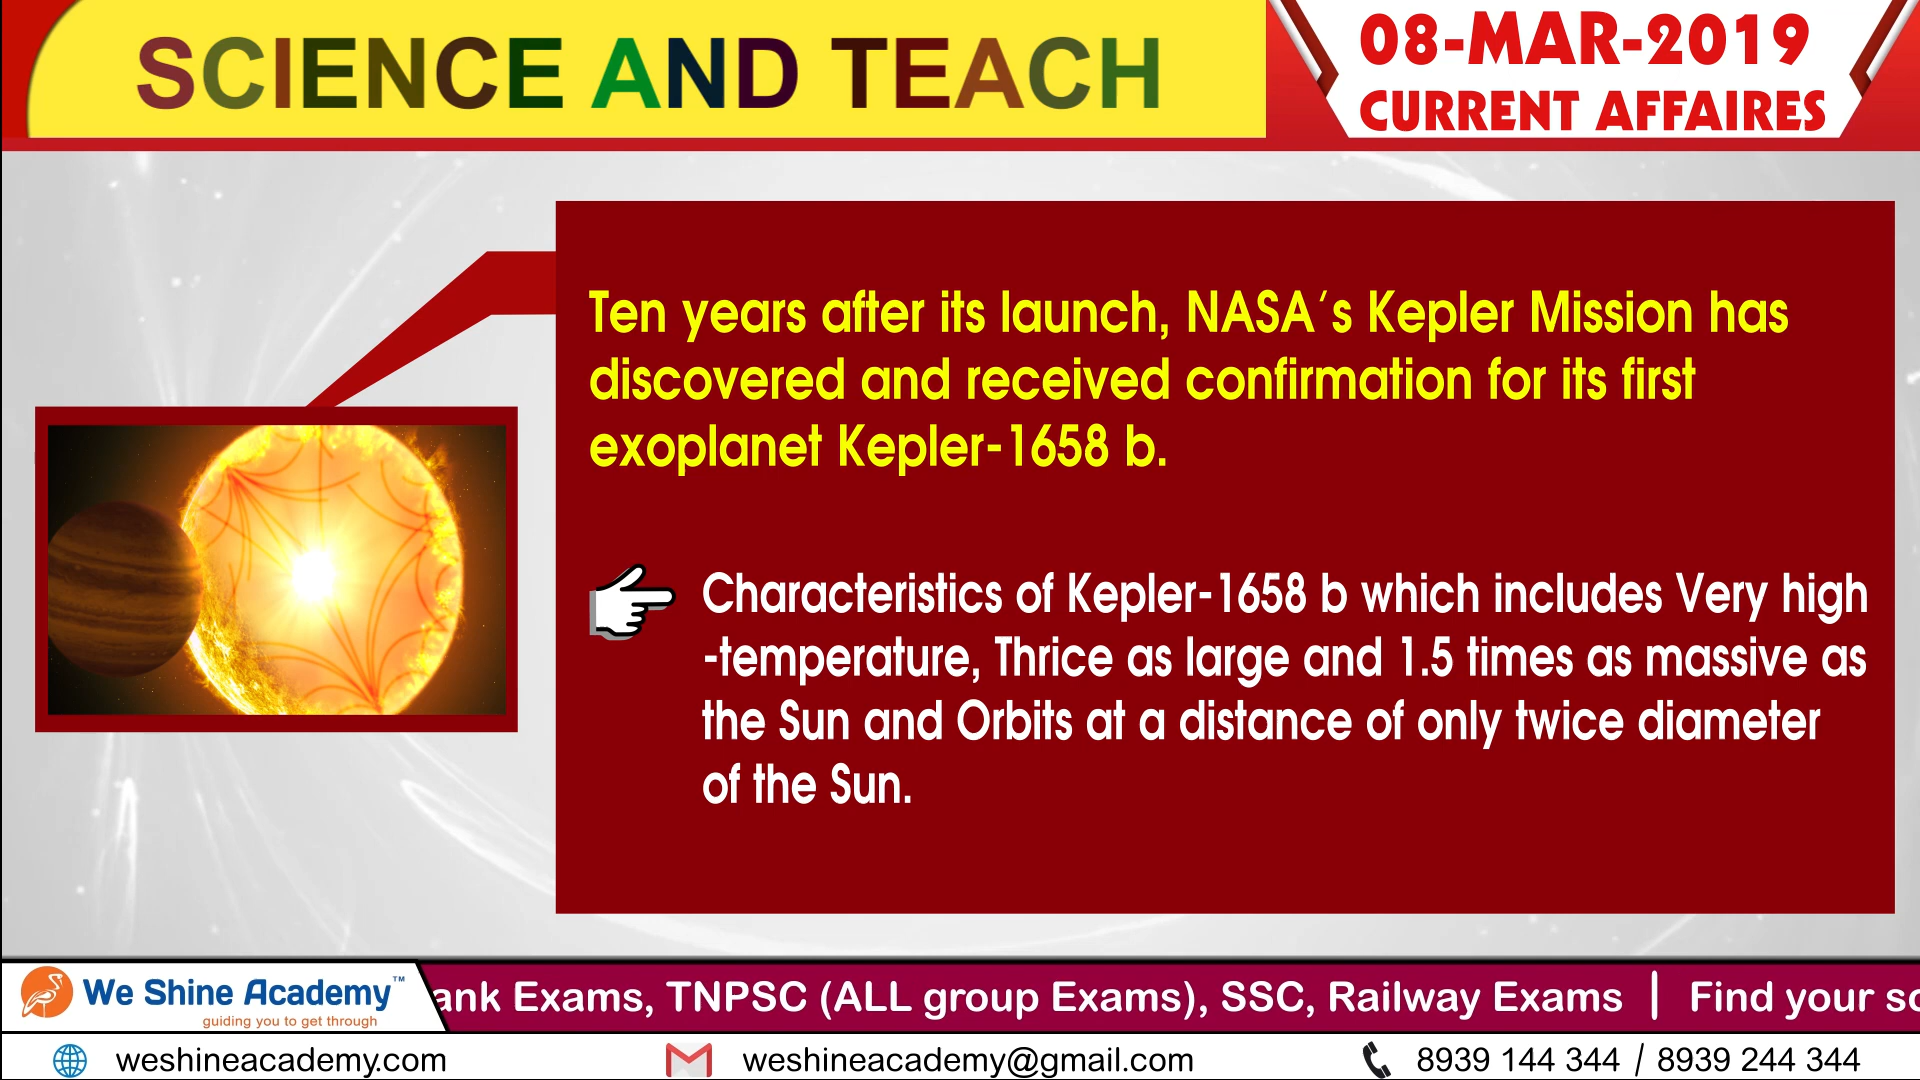 SCIENCE AND TEACH
08-MAR-2019
CURRENT AFFAIRES
Ten years after its launch, NASA´s Kepler Mission has
discovered and received confirmation for its first
exoplanet Kepler-1658 b.
Characteristics of Kepler-1658 b which includes Very high
-temperature, Thrice as large and 1.5 times as massive as
the Sun and Orbits at a distance of only twice diameter
of the Sun.
We Shine Academy™
guiding you to get through
ank Exams, TNPSC (ALL group Exams), SSC, Railway Exams | Find your sc
weshineacademy.com
weshineacademy@gmail.com
8939 144 344 / 8939 244 344